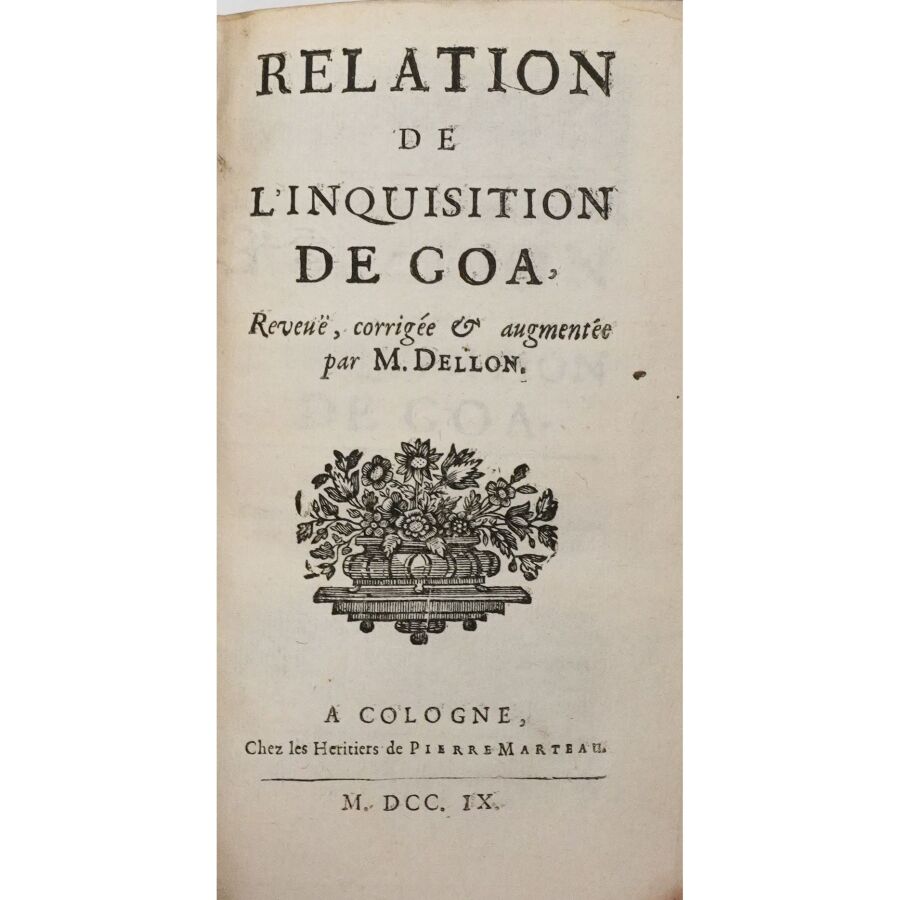 RELATION
DE
L'INQUISITION
DE GOA,
Reveuë, corrigée & augmentée
par M. DELLON.
A COLOGNE,
Chez les Heritiers de PIERRE MARTEAU.
M. DCC. IX.